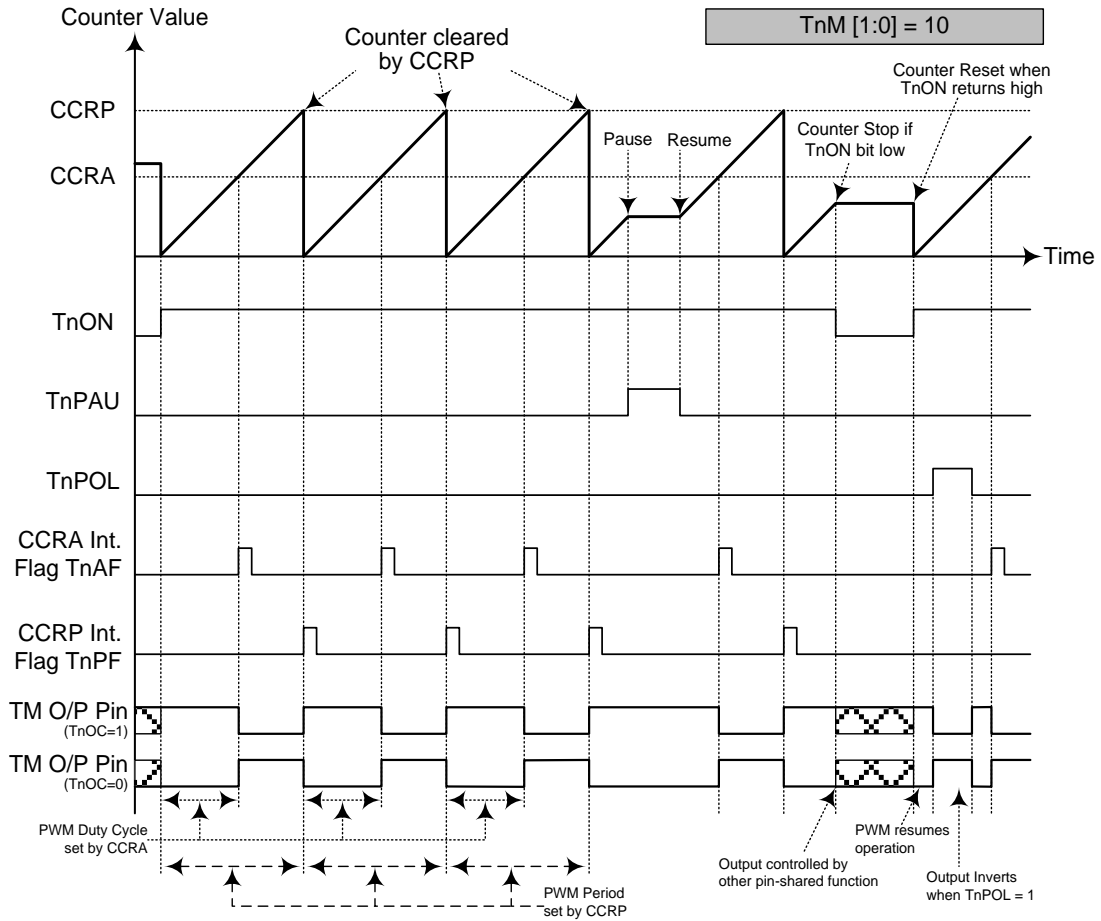 Counter Value
TnM [1:0] = 10
Counter cleared
by CCRP
Counter Reset when
TnON returns high
CCRP
Pause
Resume
Counter Stop if
TnON bit low
CCRA
Time
TnON
TnPAU
TnPOL
CCRA Int.
Flag TnAF
CCRP Int.
Flag TnPF
TM O/P Pin
(TnOC=1)
TM O/P Pin
(TnOC=0)
PWM Duty Cycle
set by CCRA
PWM resumes
operation
Output controlled by
other pin-shared function
Output Inverts
when TnPOL = 1
PWM Period
set by CCRP